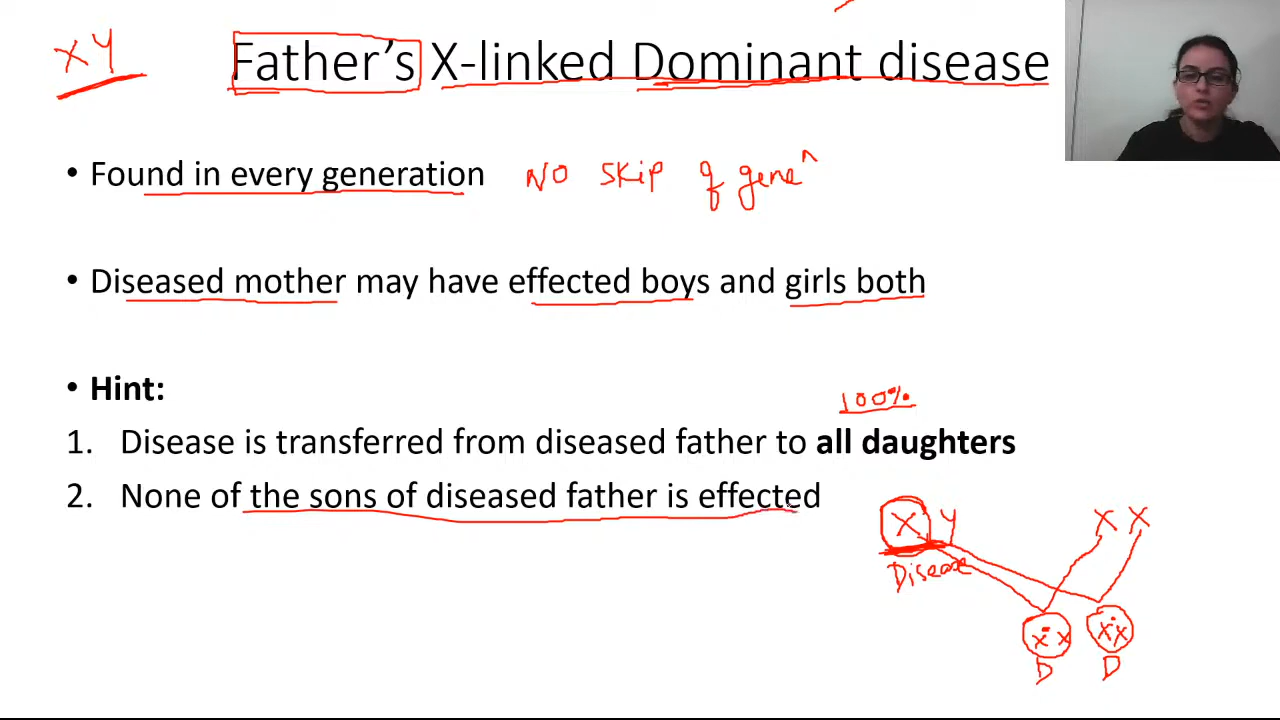 XY Father's X-linked Dominant disease
• Found in every generation NO skip of gene^n
• Diseased mother may have effected boys and girls both
• Hint:
100%
1. Disease is transferred from diseased father to all daughters
2. None of the sons of diseased father is effected
X Y X X
Disease
X X X X
D D